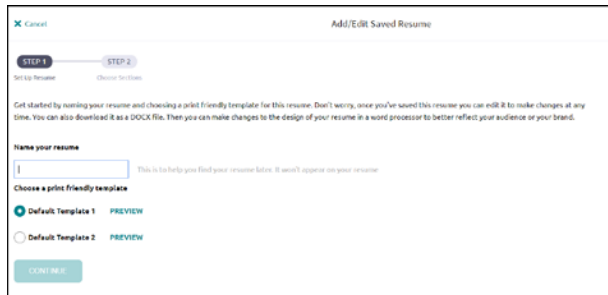 X Cancel
Add/Edit Saved Resume
STEP 1
STEP 2
Set Up Resume
Choose Sections
Get started by naming your resume and choosing a print friendly template for this resume. Don't worry, once you've saved this resume you can edit it to make changes at any
time. You can also download it as a DOCX file. Then you can make changes to the design of your resume in a word processor to better reflect your audience or your brand.
Name your resume
This is to help you find your resume later. It won't appear on your resume
Choose a print friendly template
Default Template 1 PREVIEW
Default Template 2 PREVIEW
CONTINUE